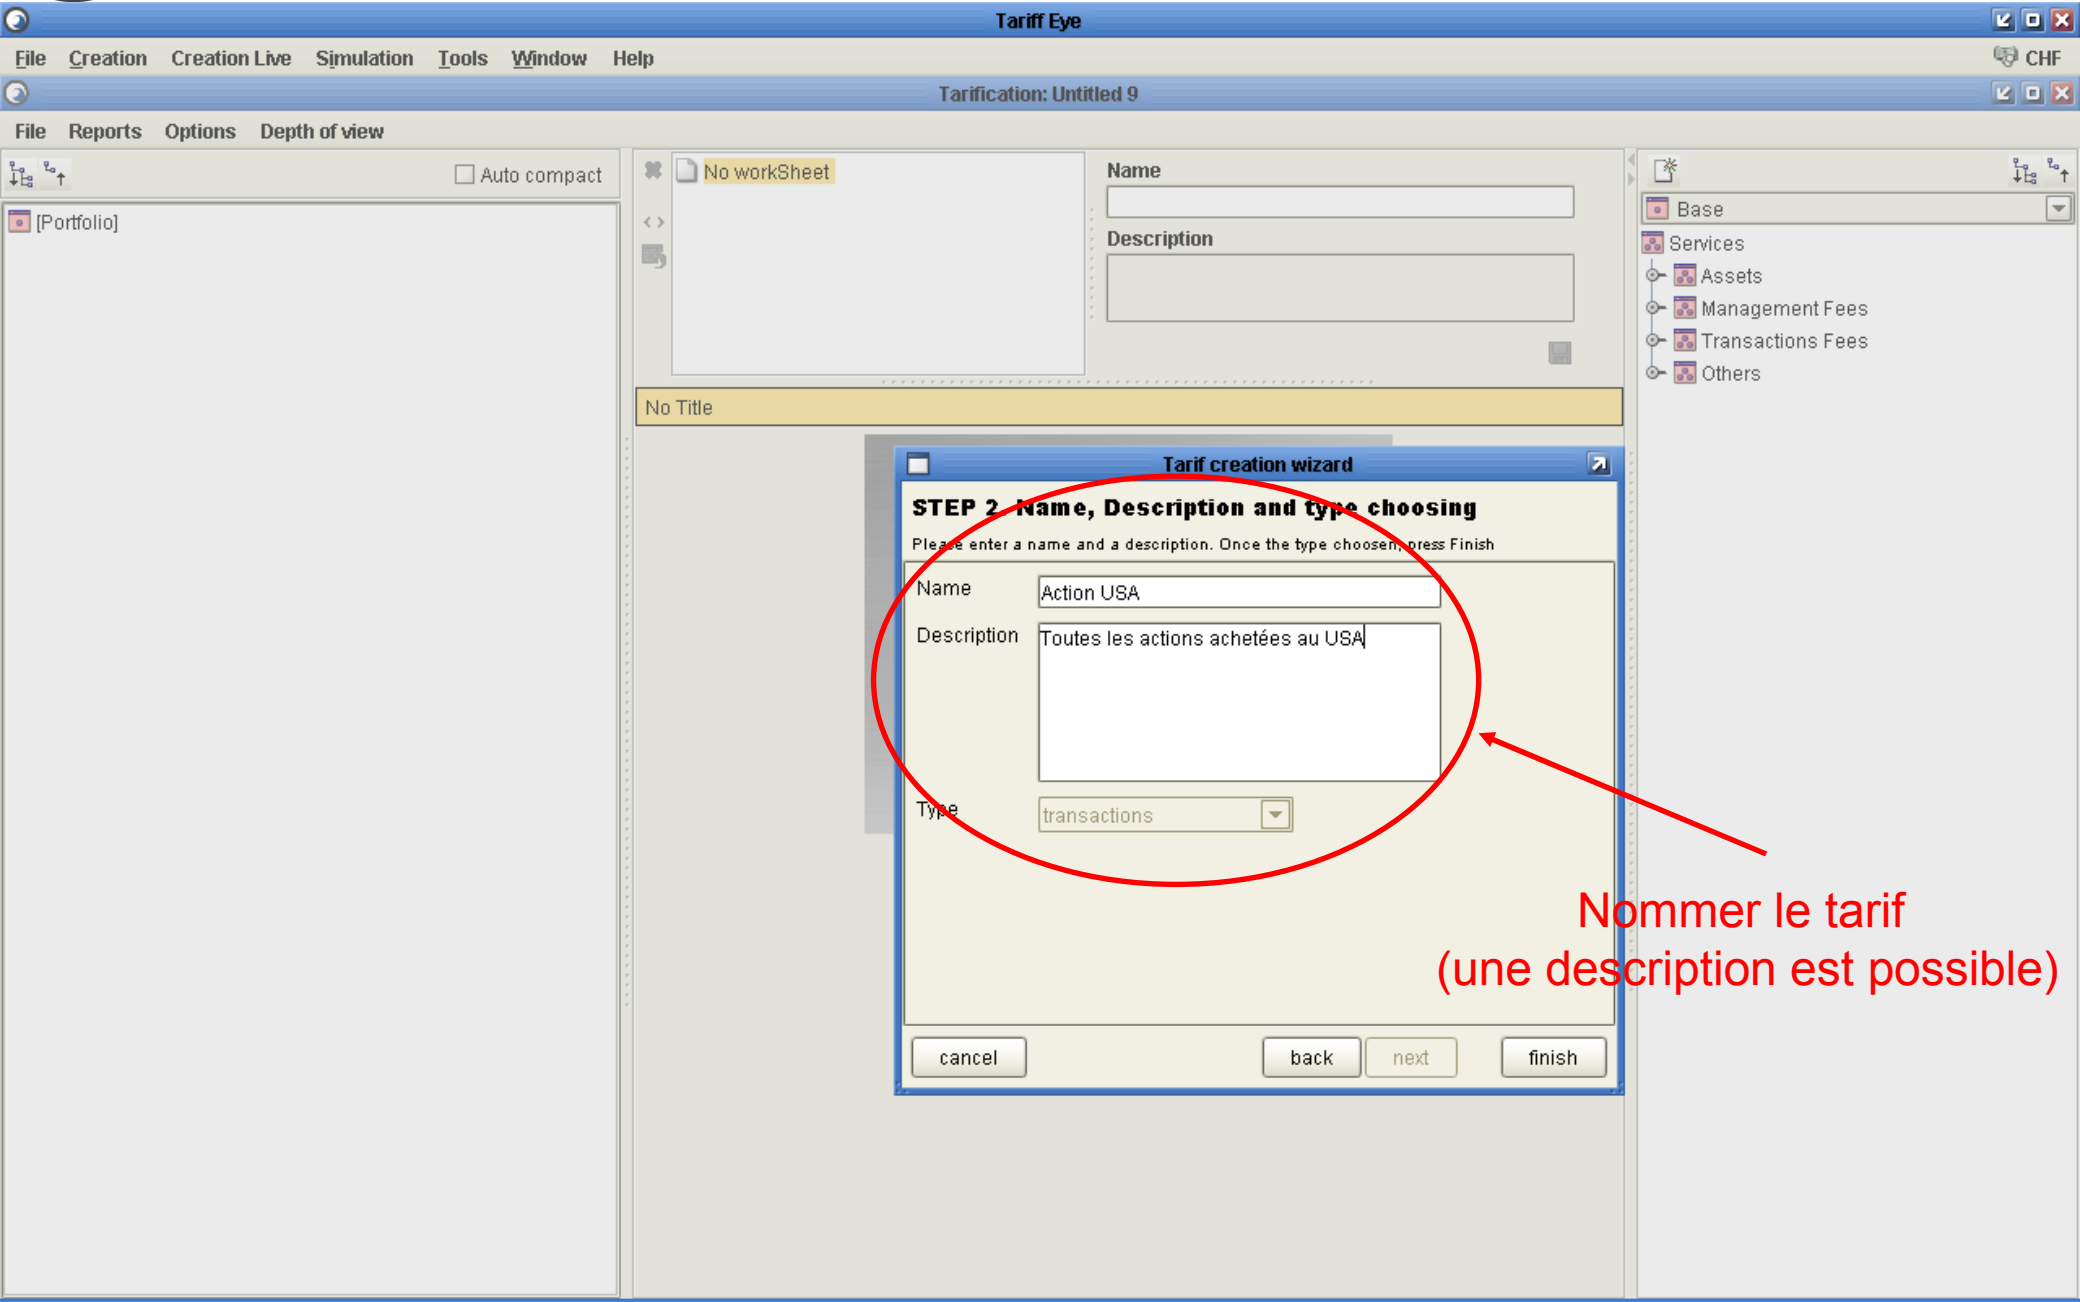 Tariff Eye
File Creation Creation Live Simulation Tools Window Help CHF
Tarification: Untitled 9
File Reports Options Depth of view
Auto compact
[Portfolio]
No workSheet
Name
Description
No Title
Base
Services
Assets
Management Fees
Transactions Fees
Others
Tarif creation wizard
STEP 2. Name, Description and type choosing
Please enter a name and a description. Once the type choosen, press Finish
Name Action USA
Description Toutes les actions achetées au USA
Type transactions
cancel back next finish
Nommer le tarif
(une description est possible)